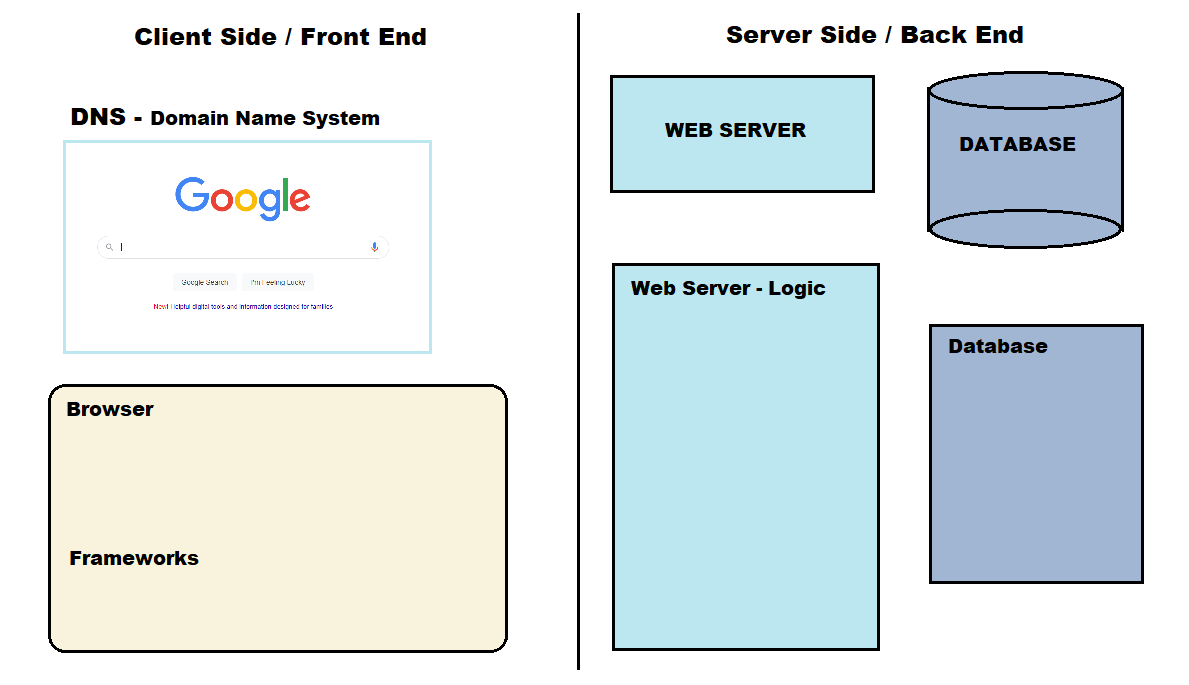 Client Side / Front End
DNS - Domain Name System
Google
Google Search
I'm Feeling Lucky
New! Helpful digital tools and information designed for families
Browser
Frameworks
Server Side / Back End
WEB SERVER
DATABASE
Web Server - Logic
Database